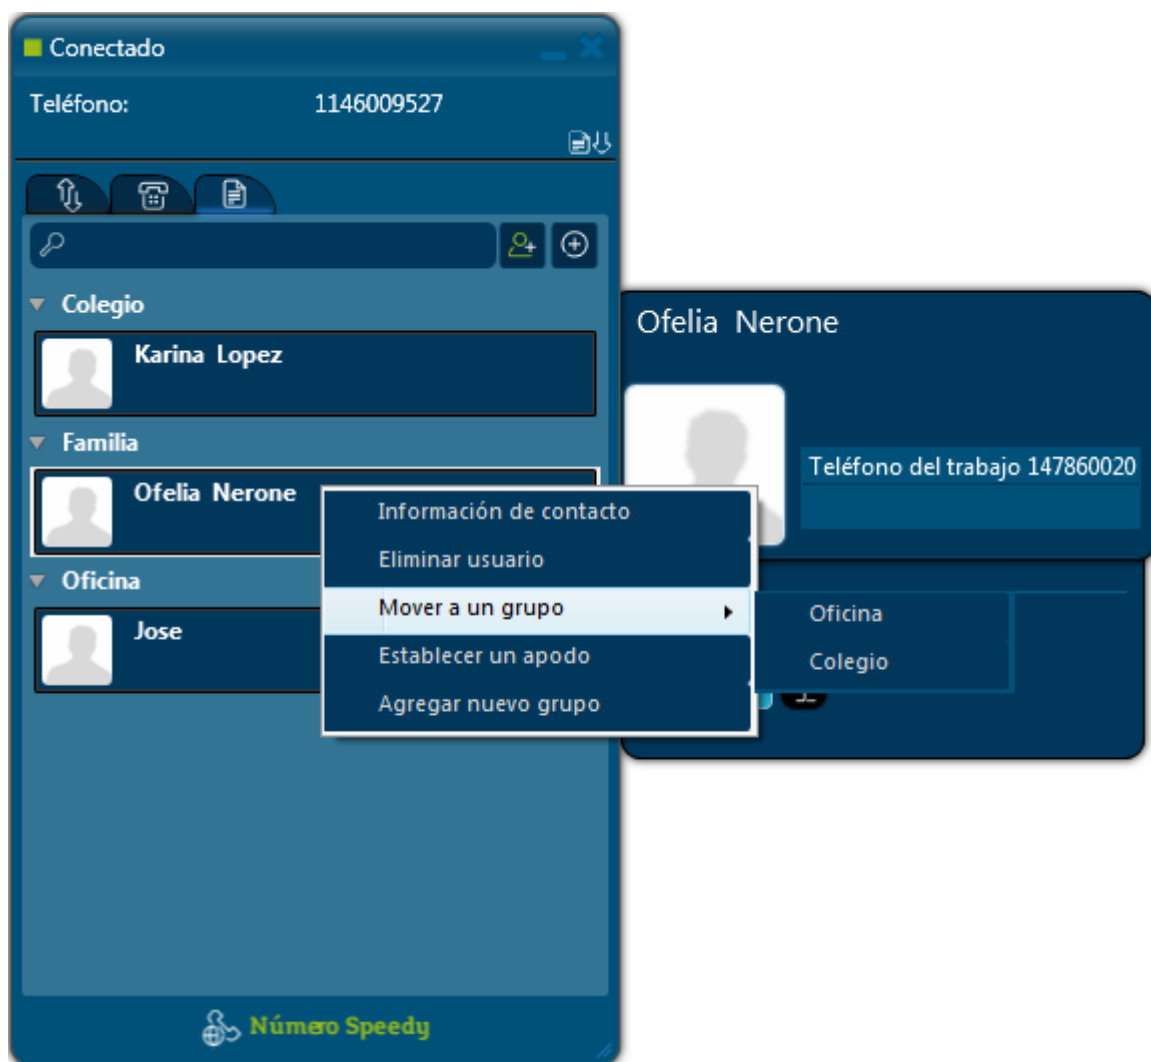 Conectado
Teléfono: 1146009527
Colegio
Karina Lopez
Familia
Ofelia Nerone
Oficina
Jose
Información de contacto
Eliminar usuario
Mover a un grupo
Establecer un apodo
Agregar nuevo grupo
Oficina
Colegio
Ofelia Nerone
Teléfono del trabajo 147860020
Número Speedy